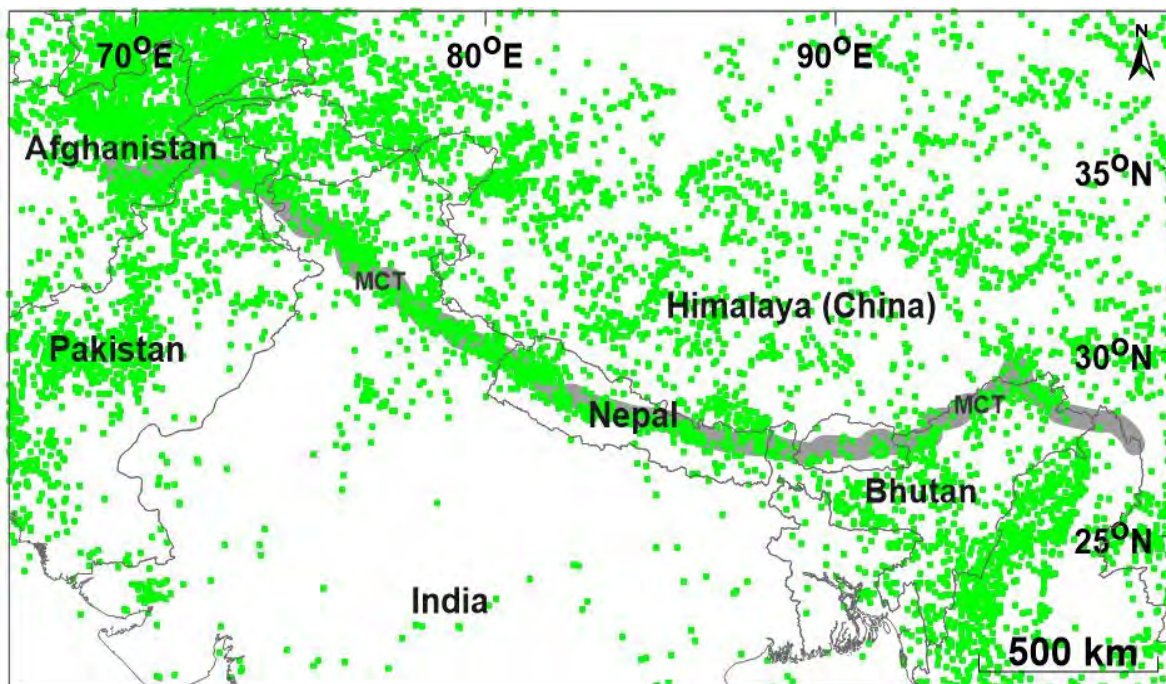 N
70°E
80°E
90°E
Afghanistan
35°N
MCT
Himalaya (China)
Pakistan
30°N
MCT
Nepal
Bhutan
25°N
India
500 km